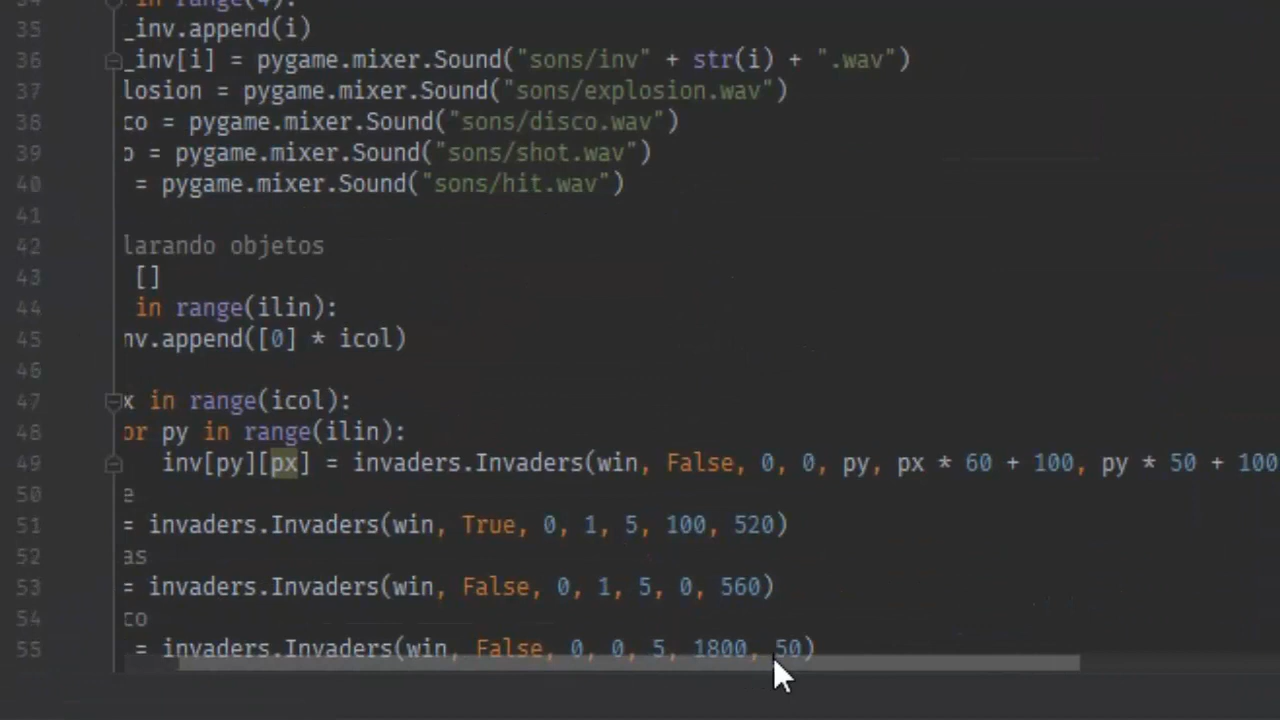 34 in range(4):
35 _inv.append(i)
36 _inv[i] = pygame.mixer.Sound("sons/inv" + str(i) + ".wav")
37 losion = pygame.mixer.Sound("sons/explosion.wav")
38 co = pygame.mixer.Sound("sons/disco.wav")
39 o = pygame.mixer.Sound("sons/shot.wav")
40 = pygame.mixer.Sound("sons/hit.wav")
41
42 larando objetos
43 []
44 in range(ilin):
45 nv.append([0] * icol)
46
47 x in range(icol):
48 or py in range(ilin):
49 inv[py][px] = invaders.Invaders(win, False, 0, 0, py, px * 60 + 100, py * 50 + 100
50 e
51 = invaders.Invaders(win, True, 0, 1, 5, 100, 520)
52 as
53 = invaders.Invaders(win, False, 0, 1, 5, 0, 560)
54 co
55 = invaders.Invaders(win, False, 0, 0, 5, 1800, 50)